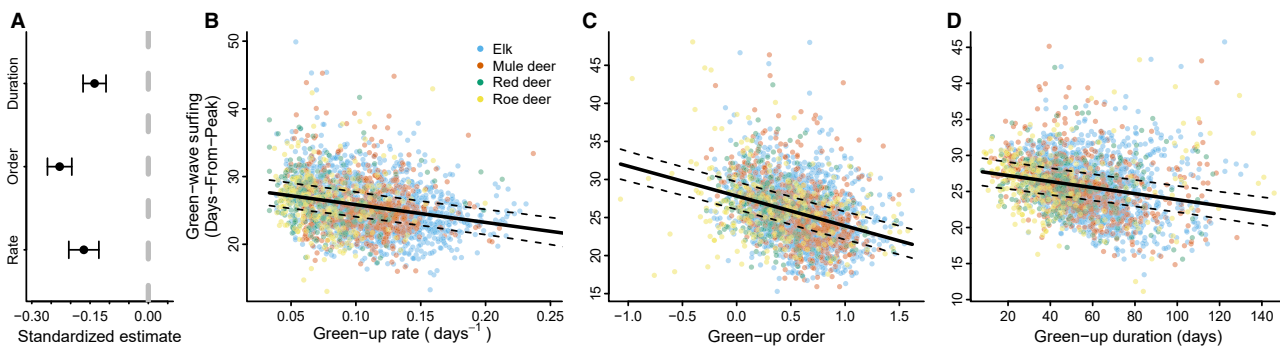 A
Duration
Order
Rate
−0.30
−0.15
0.00
Standardized estimate
B
Green−wave surfing
(Days−From−Peak)
50
40
30
20
Elk
Mule deer
Red deer
Roe deer
0.05
0.10
0.15
0.20
0.25
Green−up rate ( days−1 )
C
45
40
35
30
25
20
15
−1.0
−0.5
0.0
0.5
1.0
1.5
Green−up order
D
45
40
35
30
25
20
15
10
20
40
60
80
100
120
140
Green−up duration (days)